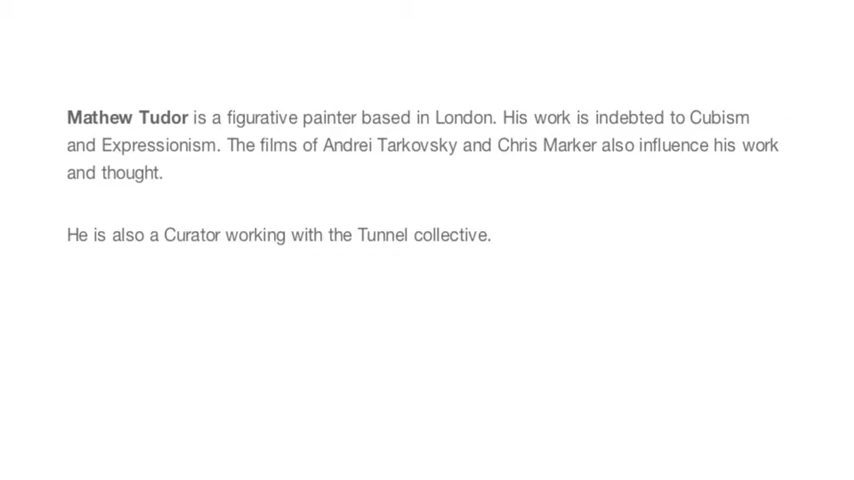 Mathew Tudor is a figurative painter based in London. His work is indebted to Cubism
and Expressionism. The films of Andrei Tarkovsky and Chris Marker also influence his work
and thought.
He is also a Curator working with the Tunnel collective.